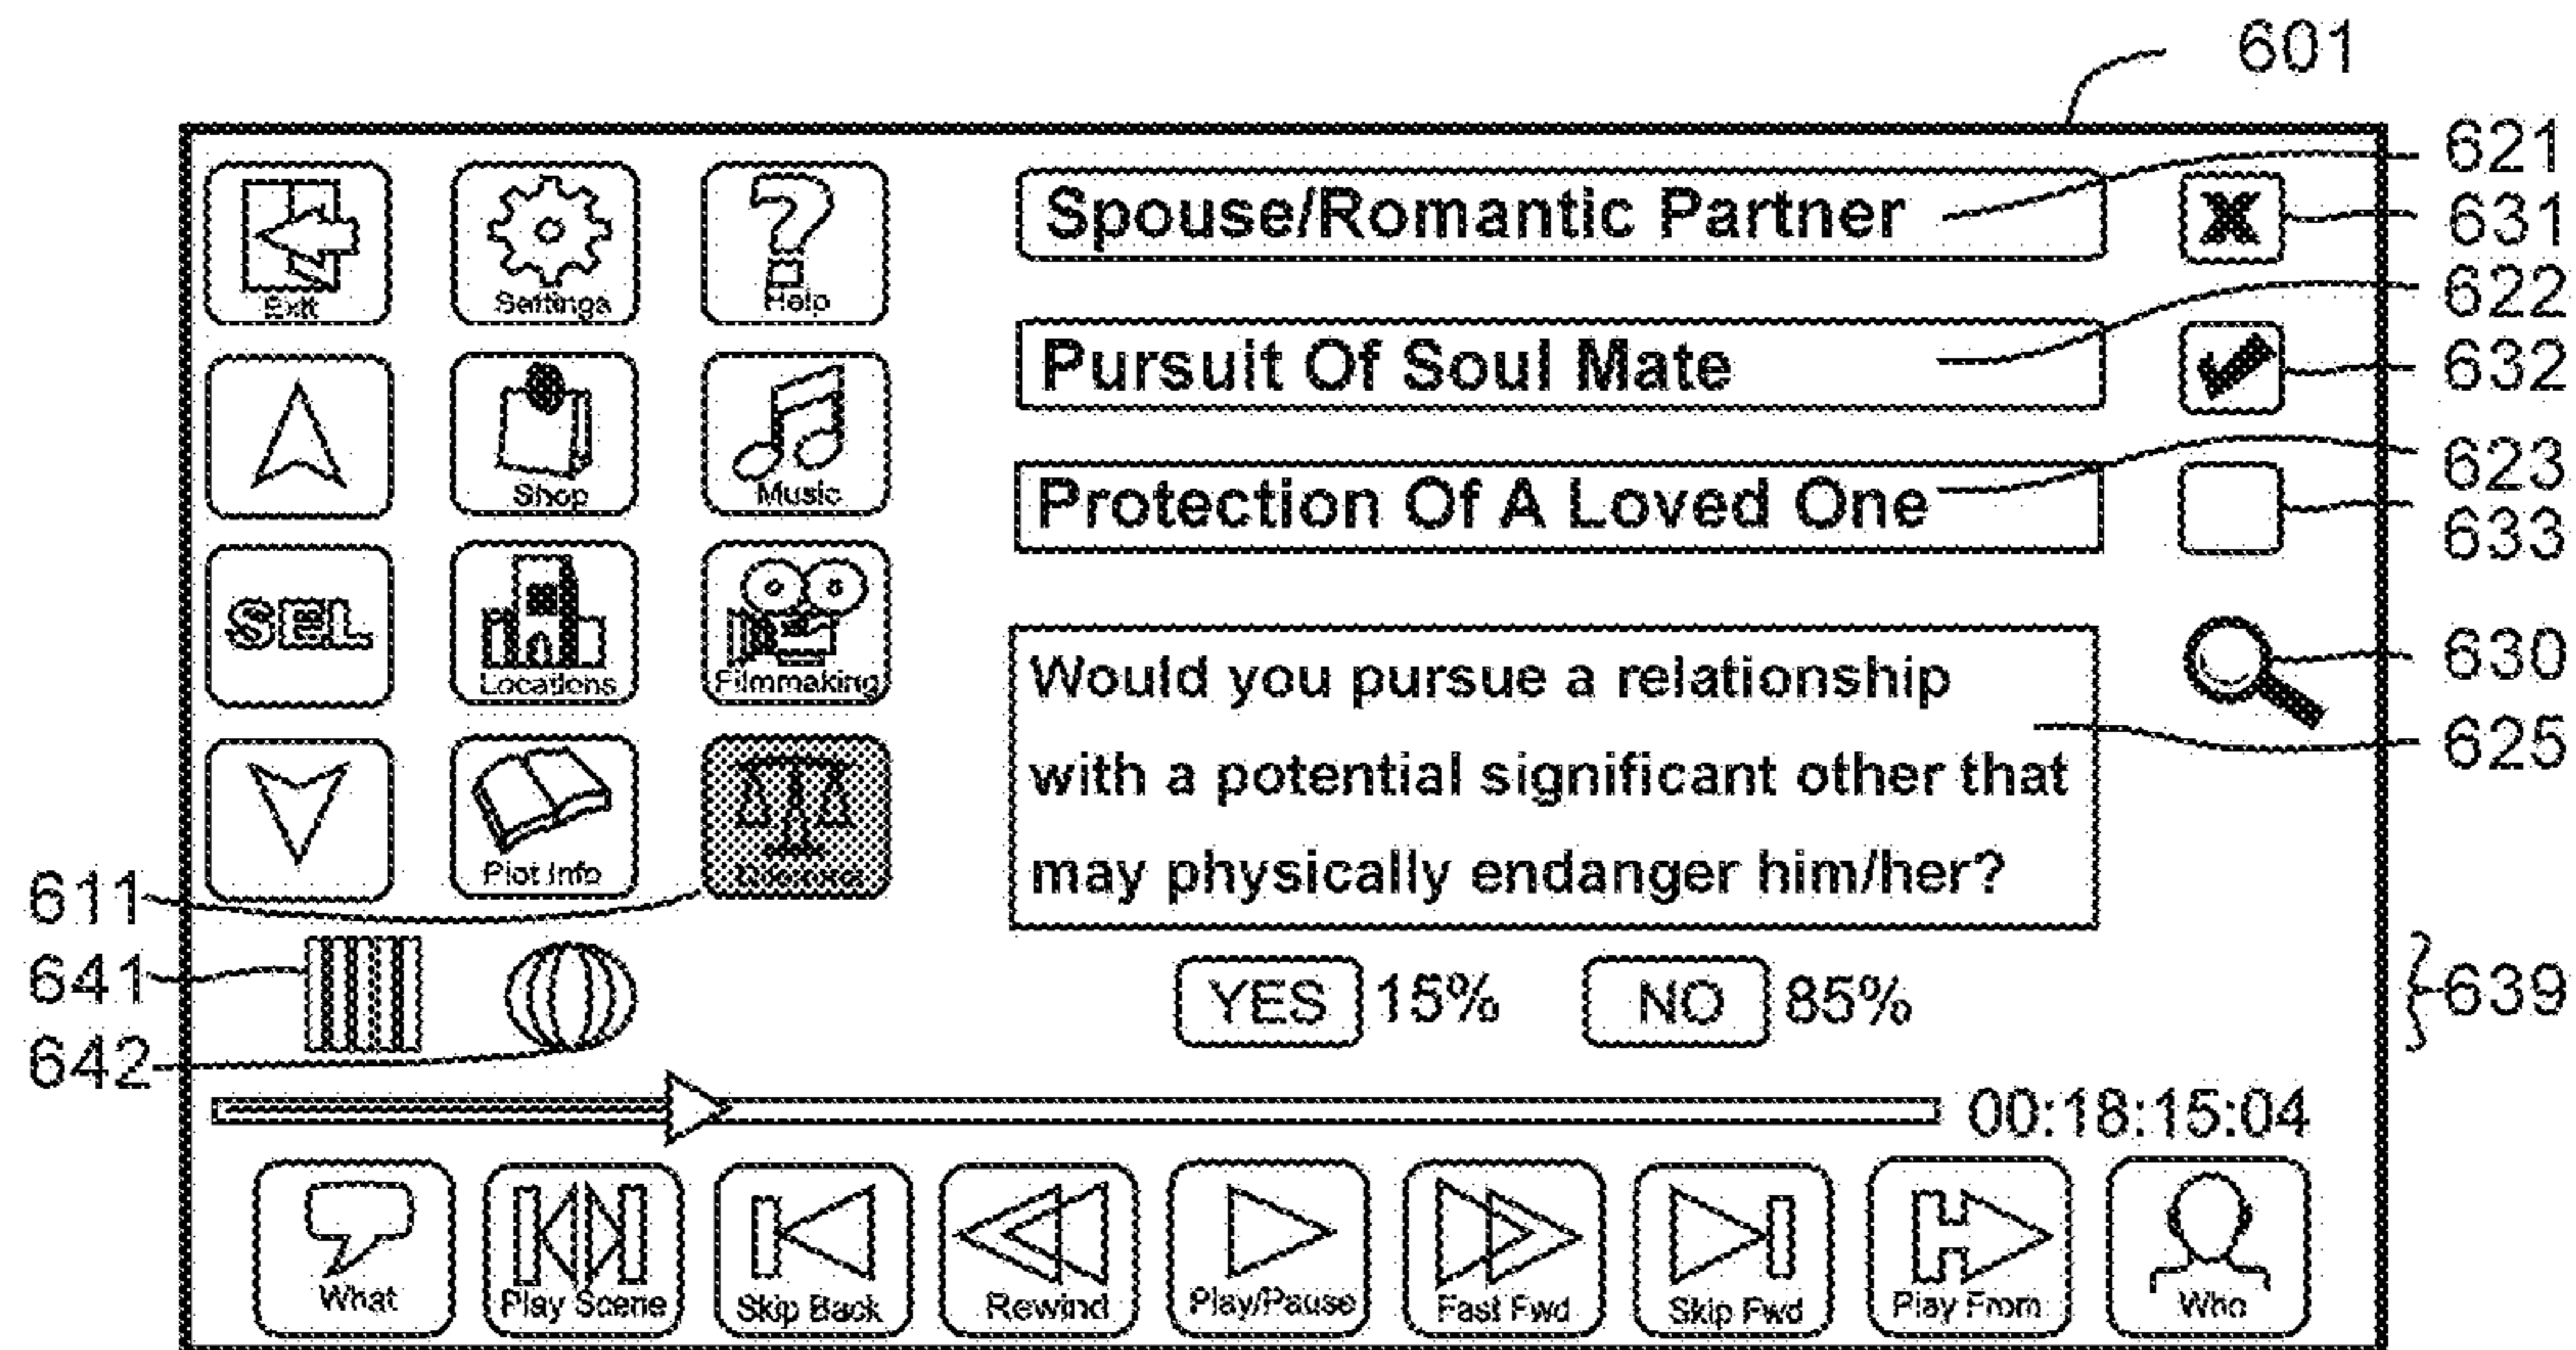 601
621
Spouse/Romantic Partner
631
Exit Settings Help
622
Pursuit Of Soul Mate
632
623
Shop Music
Protection Of A Loved One
633
SEL
Locations Filmmaking
Would you pursue a relationship
630
with a potential significant other that
625
may physically endanger him/her?
Plot Info
611
641
YES 15% NO 85%
639
642
00:18:15:04
What Play Scene Skip Back Rewind Play/Pause Fast Fwd Skip Fwd Play From Who